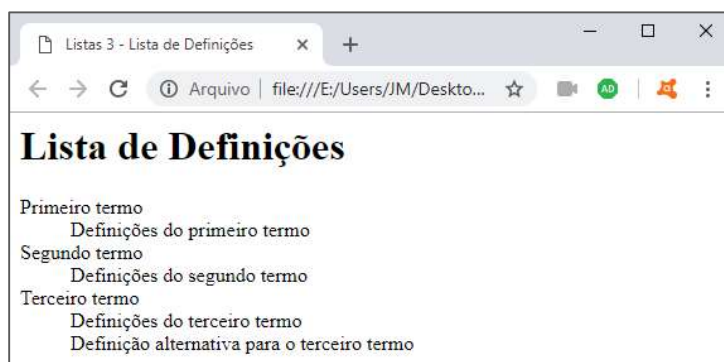 Listas 3 - Lista de Definições
Arquivo | file:///E:/Users/JM/Deskto...
AD
Lista de Definições
Primeiro termo
Definições do primeiro termo
Segundo termo
Definições do segundo termo
Terceiro termo
Definições do terceiro termo
Definição alternativa para o terceiro termo